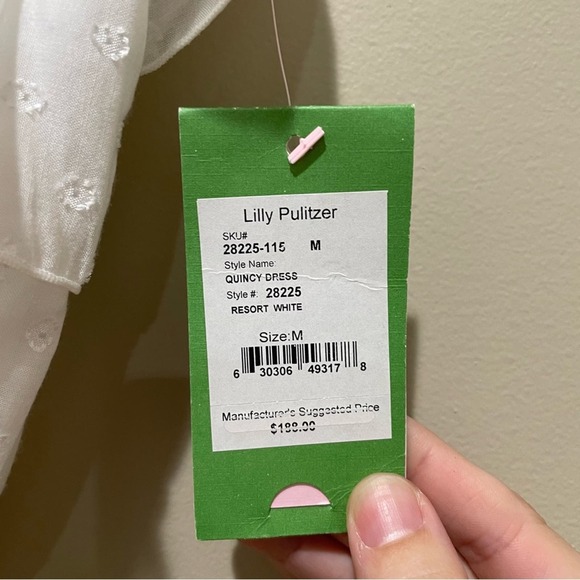 Lilly Pulitzer
SKU#
28225-115 M
Style Name:
QUINCY DRESS
Style #: 28225
RESORT WHITE
Size:M
6 30306 49317 8
Manufacturer's Suggested Price
$188.00